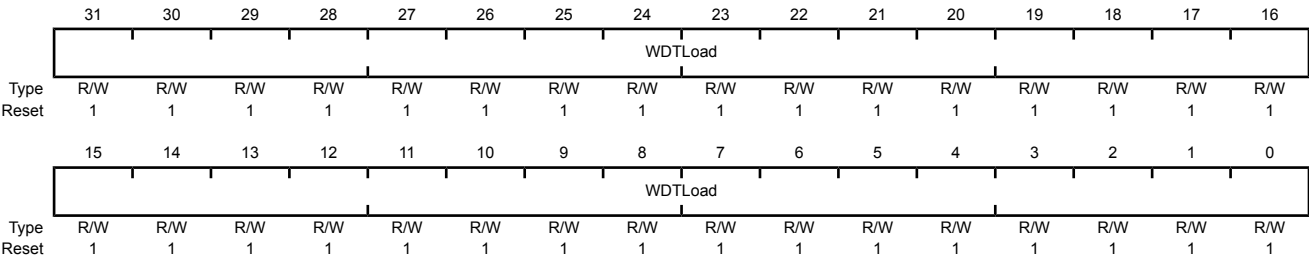 31 30 29 28 27 26 25 24 23 22 21 20 19 18 17 16
WDTLoad
Type R/W R/W R/W R/W R/W R/W R/W R/W R/W R/W R/W R/W R/W R/W R/W R/W
Reset 1 1 1 1 1 1 1 1 1 1 1 1 1 1 1 1
15 14 13 12 11 10 9 8 7 6 5 4 3 2 1 0
WDTLoad
Type R/W R/W R/W R/W R/W R/W R/W R/W R/W R/W R/W R/W R/W R/W R/W R/W
Reset 1 1 1 1 1 1 1 1 1 1 1 1 1 1 1 1